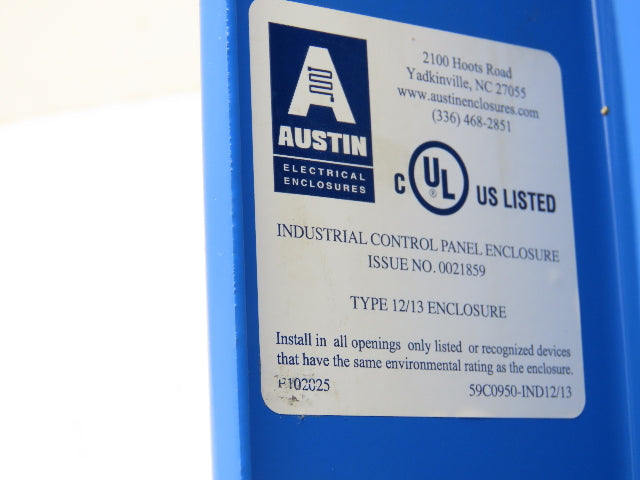 AUSTIN
ELECTRICAL
ENCLOSURES
2100 Hoots Road
Yadkinville, NC 27055
www.austinenclosures.com
(336) 468-2851
C UL ® US LISTED
INDUSTRIAL CONTROL PANEL ENCLOSURE
ISSUE NO. 0021859
TYPE 12/13 ENCLOSURE
Install in all openings only listed or recognized devices
that have the same environmental rating as the enclosure.
59C0950-IND12/13